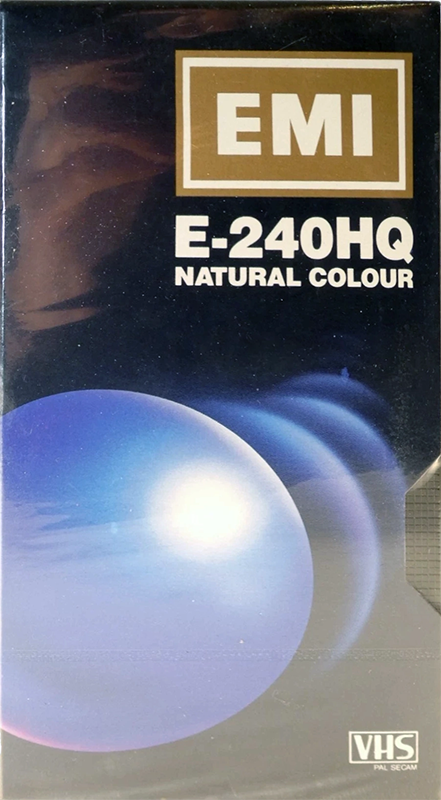 EMI
E-240HQ
NATURAL COLOUR
VHS
PAL SECAM